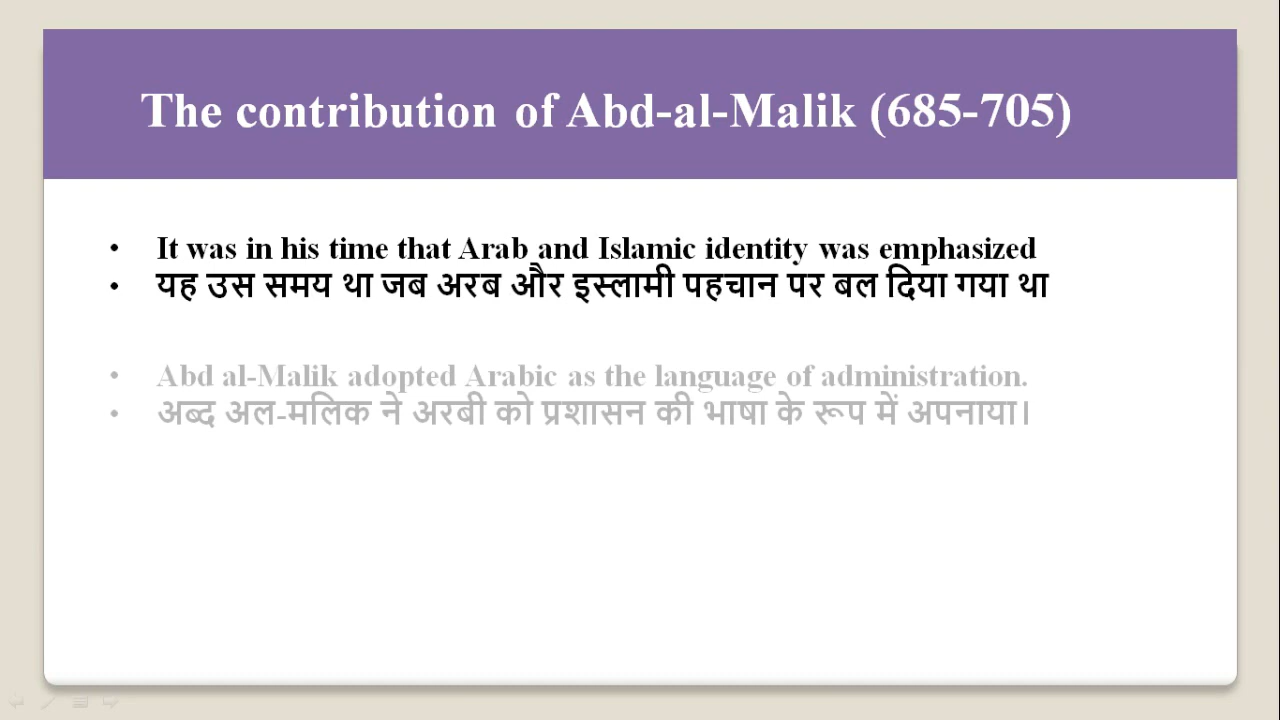 The contribution of Abd-al-Malik (685-705)
• It was in his time that Arab and Islamic identity was emphasized
• यह उस समय था जब अरब और इस्लामी पहचान पर बल दिया गया था
• Abd al-Malik adopted Arabic as the language of administration.
• अब्द अल-मलिक ने अरबी को प्रशासन की भाषा के रूप में अपनाया।